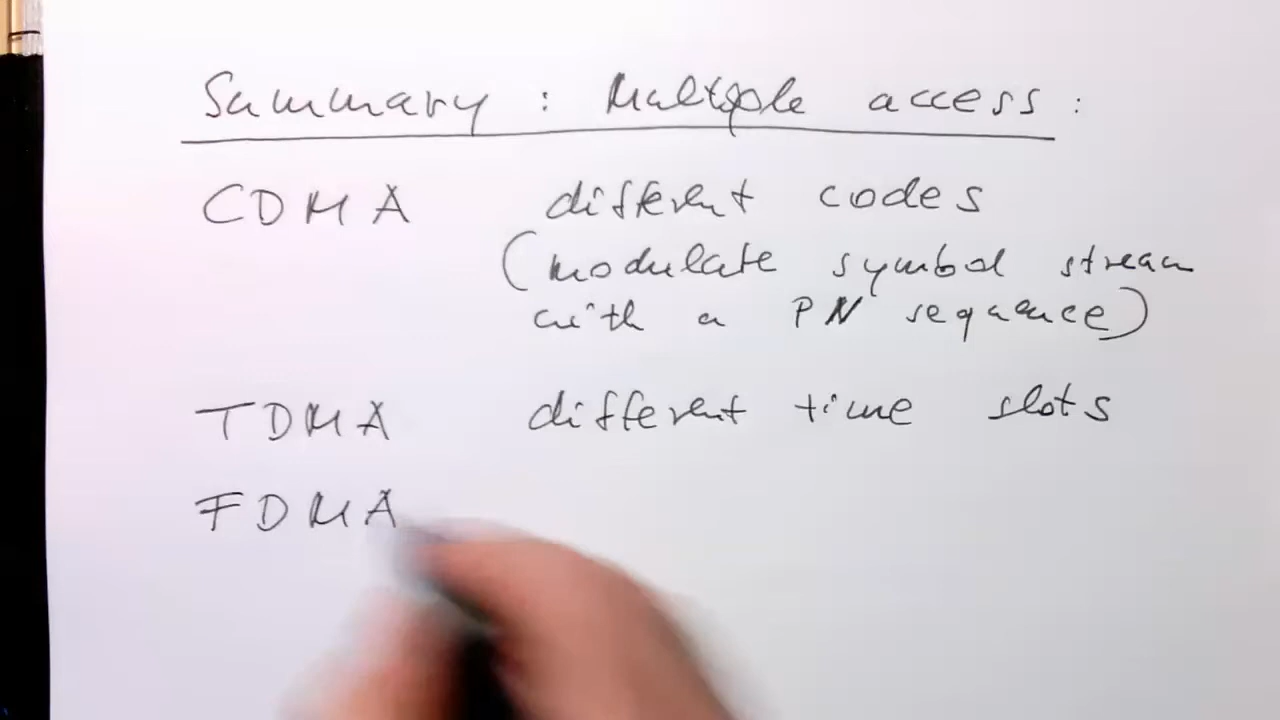 Summary : Multiple access :
CDMA different codes
(modulate symbol stream
with a PN sequence)
TDMA different time slots
FDMA